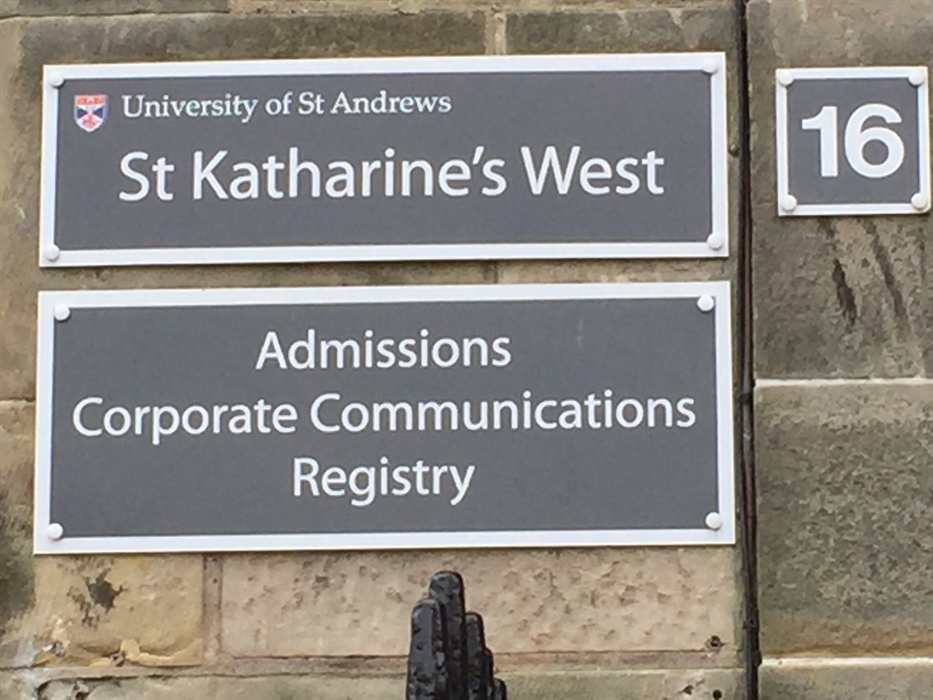 University of St Andrews
St Katharine's West
16
Admissions
Corporate Communications
Registry